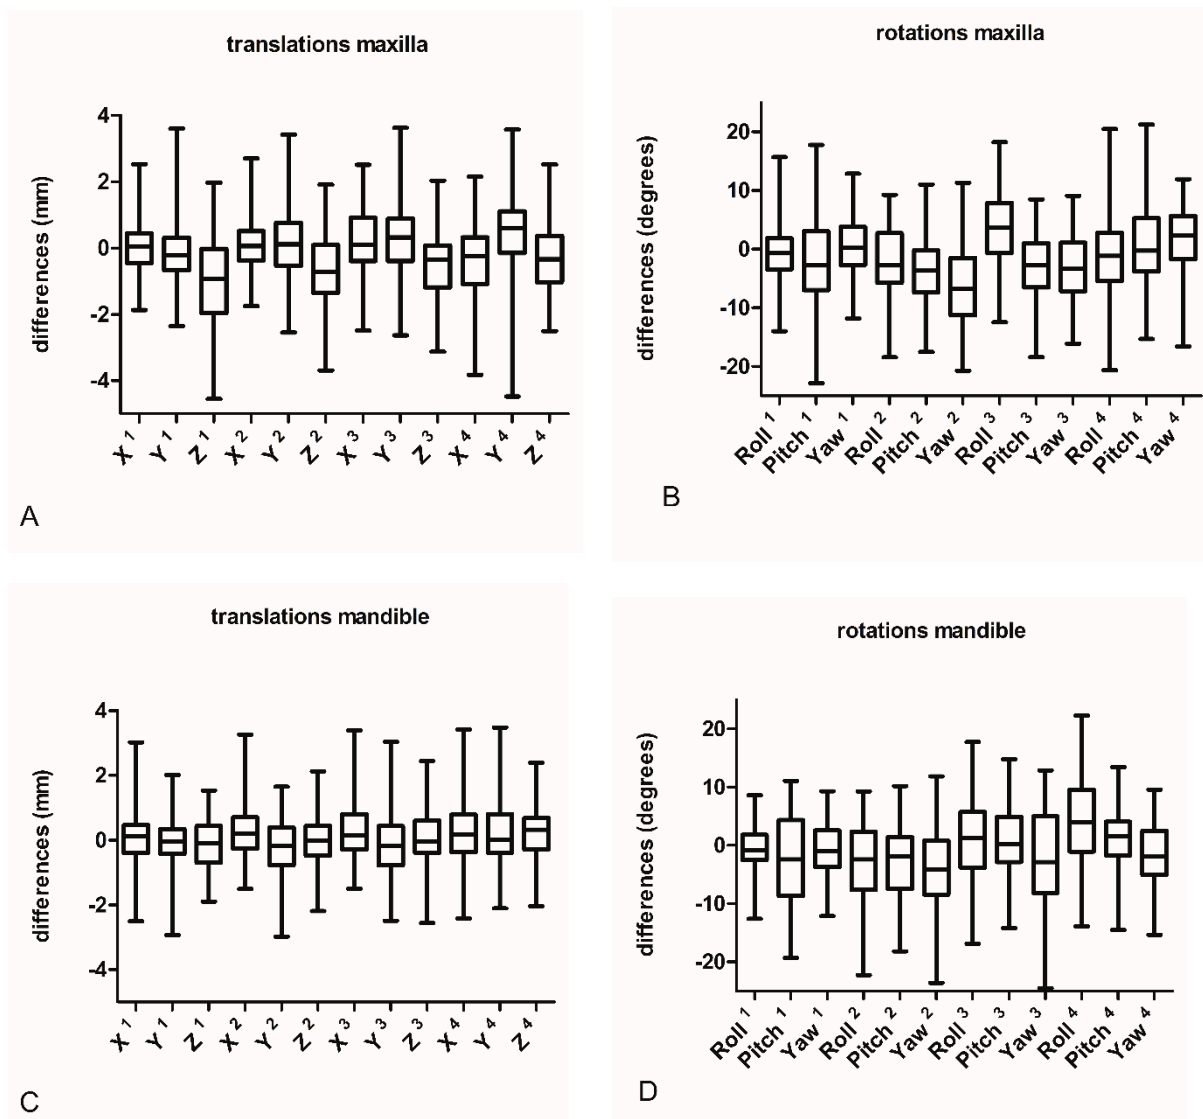 translations maxilla
differences (mm)
4
2
0
-2
-4
X 1
Y 1
Z 1
X 2
Y 2
Z 2
X 3
Y 3
Z 3
X 4
Y 4
Z 4
A
rotations maxilla
differences (degrees)
20
10
0
-10
-20
Roll 1
Pitch 1
Yaw 1
Roll 2
Pitch 2
Yaw 2
Roll 3
Pitch 3
Yaw 3
Roll 4
Pitch 4
Yaw 4
B
translations mandible
differences (mm)
4
2
0
-2
-4
X 1
Y 1
Z 1
X 2
Y 2
Z 2
X 3
Y 3
Z 3
X 4
Y 4
Z 4
C
rotations mandible
differences (degrees)
20
10
0
-10
-20
Roll 1
Pitch 1
Yaw 1
Roll 2
Pitch 2
Yaw 2
Roll 3
Pitch 3
Yaw 3
Roll 4
Pitch 4
Yaw 4
D